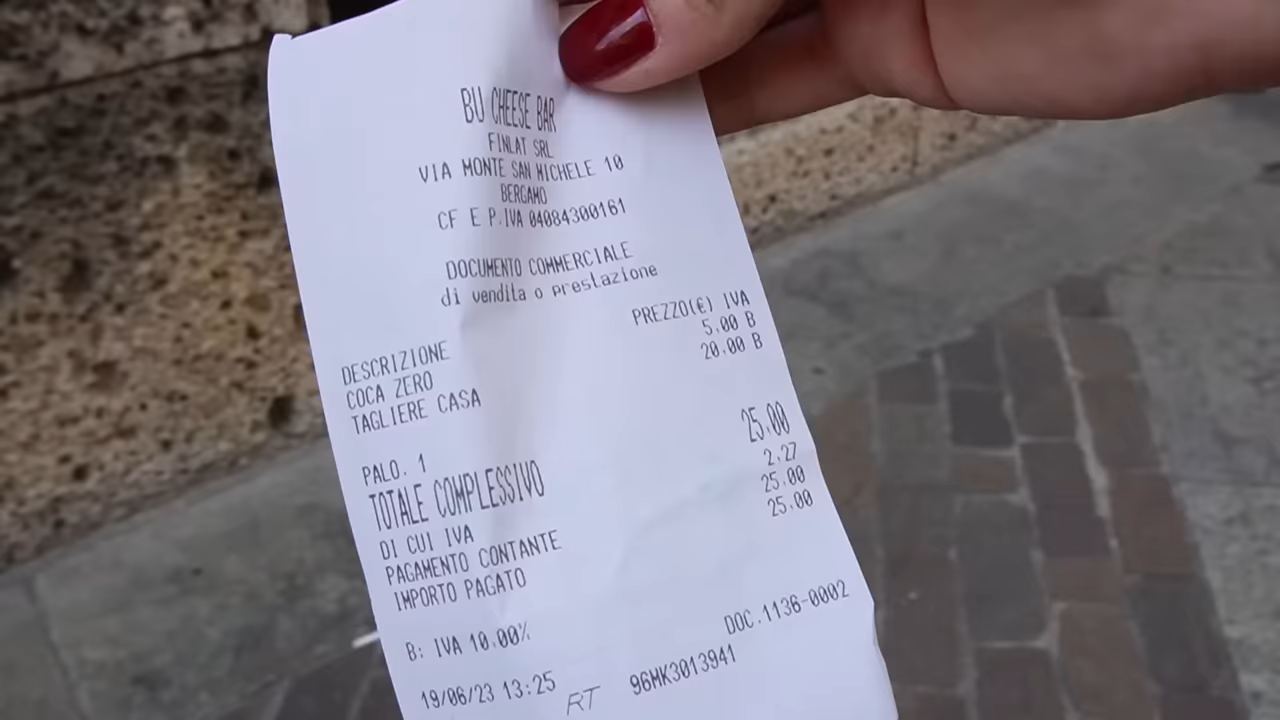 BU CHEESE BAR
FINLAT SRL
VIA MONTE SAN MICHELE 10
BERGAMO
CF E P.IVA 04084300161
DOCUMENTO COMMERCIALE
di vendita o prestazione
DESCRIZIONE PREZZO(€) IVA
COCA ZERO 5.00 B
TAGLIERE CASA 20.00 B
PALO. 1
TOTALE COMPLESSIVO 25.00
DI CUI IVA 2.27
PAGAMENTO CONTANTE 25.00
IMPORTO PAGATO 25.00
B: IVA 10.00%
DOC.1136-0002
19/06/23 13:25
RT 96MK3013941